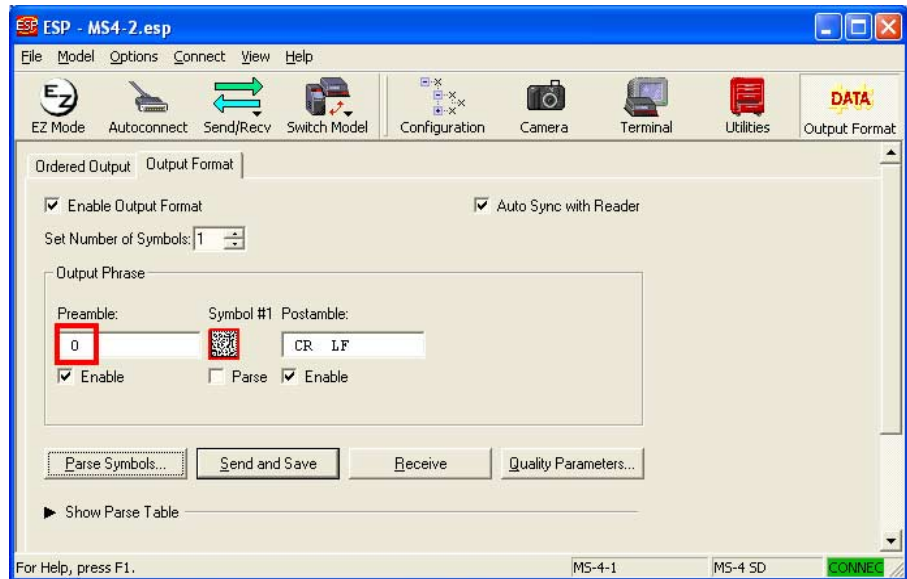 ESP - MS4-2.esp
File Model Options Connect View Help
EZ Mode Autoconnect Send/Recv Switch Model Configuration Camera Terminal Utilities DATA Output Format
Ordered Output Output Format
Enable Output Format Auto Sync with Reader
Set Number of Symbols: 1
Output Phrase
Preamble: Symbol #1 Postamble:
0 CR LF
Enable Parse Enable
Parse Symbols... Send and Save Receive Quality Parameters...
Show Parse Table
For Help, press F1. MS-4-1 MS-4 SD CONNEC